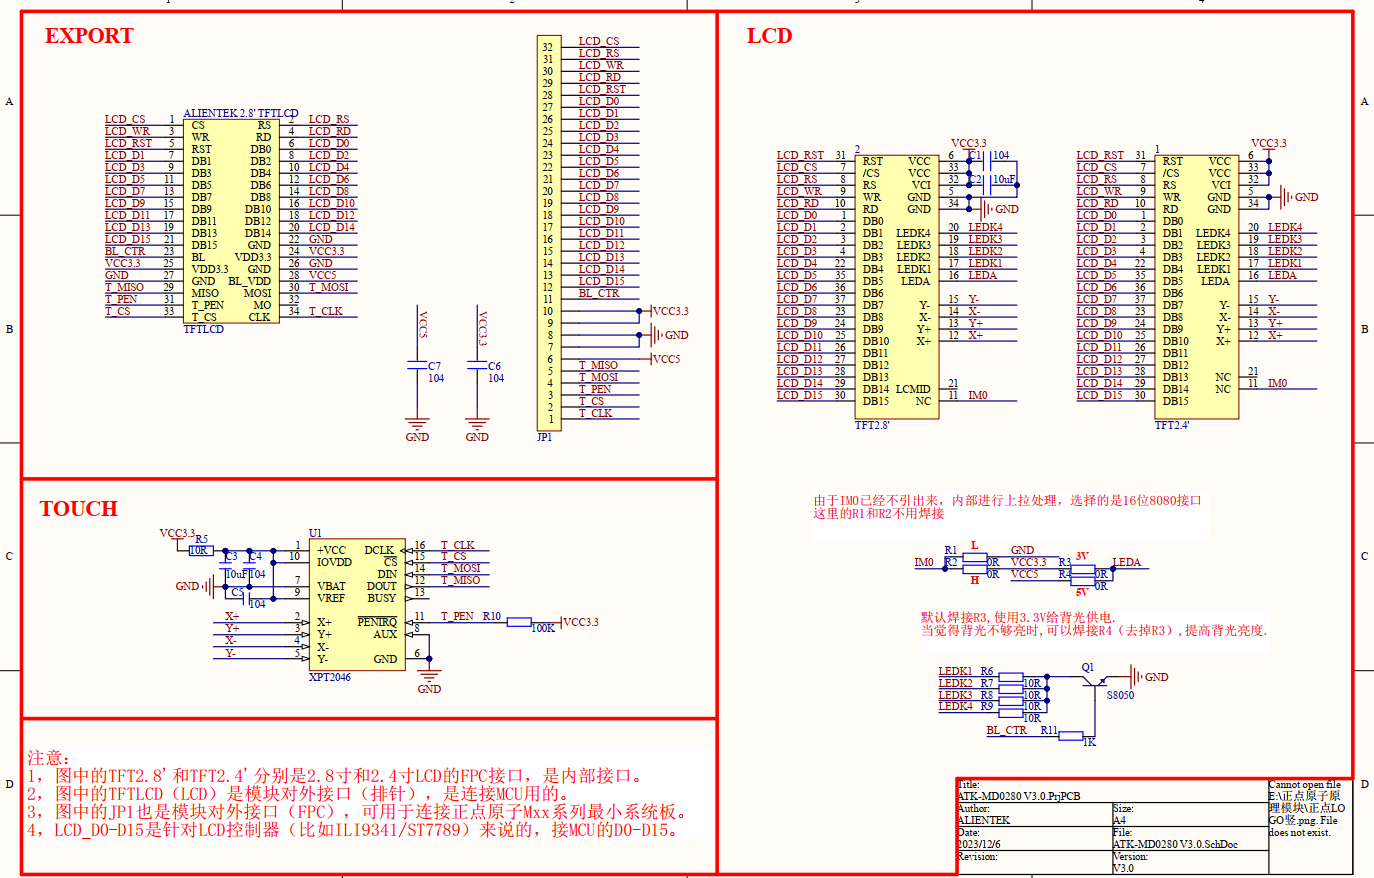 1 2 3 4
EXPORT
A
B
C
D
ALIENTEK 2.8' TFTLCD
LCD_CS 1 CS RS 2 LCD_RS
LCD_WR 3 WR RD 4 LCD_RD
LCD_RST 5 RST DB0 6 LCD_D0
LCD_D1 7 DB1 DB2 8 LCD_D2
LCD_D3 9 DB3 DB4 10 LCD_D4
LCD_D5 11 DB5 DB6 12 LCD_D6
LCD_D7 13 DB7 DB8 14 LCD_D8
LCD_D9 15 DB9 DB10 16 LCD_D10
LCD_D11 17 DB11 DB12 18 LCD_D12
LCD_D13 19 DB13 DB14 20 LCD_D14
LCD_D15 21 DB15 GND 22 GND
BL_CTR 23 BL VDD3.3 24 VCC3.3
VCC3.3 25 VDD3.3 GND 26 GND
GND 27 GND BL_VDD 28 VCC5
T_MISO 29 MISO MOSI 30 T_MOSI
T_PEN 31 T_PEN MO 32
T_CS 33 T_CS CLK 34 T_CLK
TFTLCD
32 LCD_CS
31 LCD_RS
30 LCD_WR
29 LCD_RD
28 LCD_RST
27 LCD_D0
26 LCD_D1
25 LCD_D2
24 LCD_D3
23 LCD_D4
22 LCD_D5
21 LCD_D6
20 LCD_D7
19 LCD_D8
18 LCD_D9
17 LCD_D10
16 LCD_D11
15 LCD_D12
14 LCD_D13
13 LCD_D14
12 LCD_D15
11 BL_CTR
10 VCC3.3
9
8 GND
7
6 VCC5
5 T_MISO
4 T_MOSI
3 T_PEN
2 T_CS
1 T_CLK
JP1
VCC5 VCC3.3
C7 C6
104 104
GND GND
TOUCH
VCC3.3 R5
10R
C3 C4
10uF 104
GND
C5
104
U1
1 +VCC DCLK 16 T_CLK
10 IOVDD CS 15 T_CS
DIN 14 T_MOSI
7 VBAT DOUT 12 T_MISO
9 VREF BUSY 13
X+ 2 X+ PENIRQ 11 T_PEN R10 100K VCC3.3
Y+ 3 Y+ AUX 8
X- 4 X-
Y- 5 Y- GND 6
XPT2046
GND
注意：
1，图中的TFT2.8'和TFT2.4'分别是2.8寸和2.4寸LCD的FPC接口，是内部接口。
2，图中的TFTLCD（LCD）是模块对外接口（排针），是连接MCU用的。
3，图中的JP1也是模块对外接口（FPC），可用于连接正点原子Mxx系列最小系统板。
4，LCD_D0-D15是针对LCD控制器（比如ILI9341/ST7789）来说的，接MCU的D0-D15。
LCD
2 VCC3.3
LCD_RST 31 RST VCC 6 C1 104
LCD_CS 7 /CS VCC 33
LCD_RS 8 RS VCI 32 C2 10uF
LCD_WR 9 WR GND 5
LCD_RD 10 RD GND 34 GND
LCD_D0 1 DB0
LCD_D1 2 DB1 LEDK4 20 LEDK4
LCD_D2 3 DB2 LEDK3 19 LEDK3
LCD_D3 4 DB3 LEDK2 18 LEDK2
LCD_D4 22 DB4 LEDK1 17 LEDK1
LCD_D5 35 DB5 LEDA 16 LEDA
LCD_D6 36 DB6
LCD_D7 37 DB7 Y- 15 Y-
LCD_D8 23 DB8 X- 14 X-
LCD_D9 24 DB9 Y+ 13 Y+
LCD_D10 25 DB10 X+ 12 X+
LCD_D11 26 DB11
LCD_D12 27 DB12
LCD_D13 28 DB13
LCD_D14 29 DB14 LCMID 21
LCD_D15 30 DB15 NC 11 IM0
TFT2.8'
1 VCC3.3
LCD_RST 31 RST VCC 6
LCD_CS 7 /CS VCC 33
LCD_RS 8 RS VCI 32
LCD_WR 9 WR GND 5 GND
LCD_RD 10 RD GND 34
LCD_D0 1 DB0
LCD_D1 2 DB1 LEDK4 20 LEDK4
LCD_D2 3 DB2 LEDK3 19 LEDK3
LCD_D3 4 DB3 LEDK2 18 LEDK2
LCD_D4 22 DB4 LEDK1 17 LEDK1
LCD_D5 35 DB5 LEDA 16 LEDA
LCD_D6 36 DB6
LCD_D7 37 DB7 Y- 15 Y-
LCD_D8 23 DB8 X- 14 X-
LCD_D9 24 DB9 Y+ 13 Y+
LCD_D10 25 DB10 X+ 12 X+
LCD_D11 26 DB11
LCD_D12 27 DB12
LCD_D13 28 DB13 NC 21
LCD_D14 29 DB14 NC 11 IM0
LCD_D15 30 DB15
TFT2.4'
由于IM0已经不引出来，内部进行上拉处理，选择的是16位8080接口
这里的R1和R2不用焊接
L
R1 GND 3V
IM0 R2 0R VCC3.3 R3 LEDA
H 0R VCC5 R4 0R
5V 0R
默认焊接R3,使用3.3V给背光供电.
当觉得背光不够亮时,可以焊接R4（去掉R3）,提高背光亮度.
LEDK1 R6 Q1 GND
LEDK2 R7 10R
LEDK3 R8 10R S8050
LEDK4 R9 10R
10R
BL_CTR R11
1K
A
B
C
D
Title:
ATK-MD0280 V3.0.PrjPCB
Author: Size:
ALIENTEK A4
Date: File:
2023/12/6 ATK-MD0280 V3.0.SchDoc
Revision: Version:
V3.0
Cannot open file
E:\正点原子原
理模块\正点LO
GO竖.png. File
does not exist.